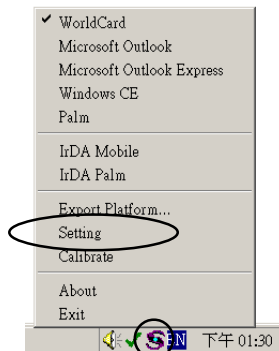 WorldCard
Microsoft Outlook
Microsoft Outlook Express
Windows CE
Palm
IrDA Mobile
IrDA Palm
Export Platform...
Setting
Calibrate
About
Exit
EN 下午 01:30